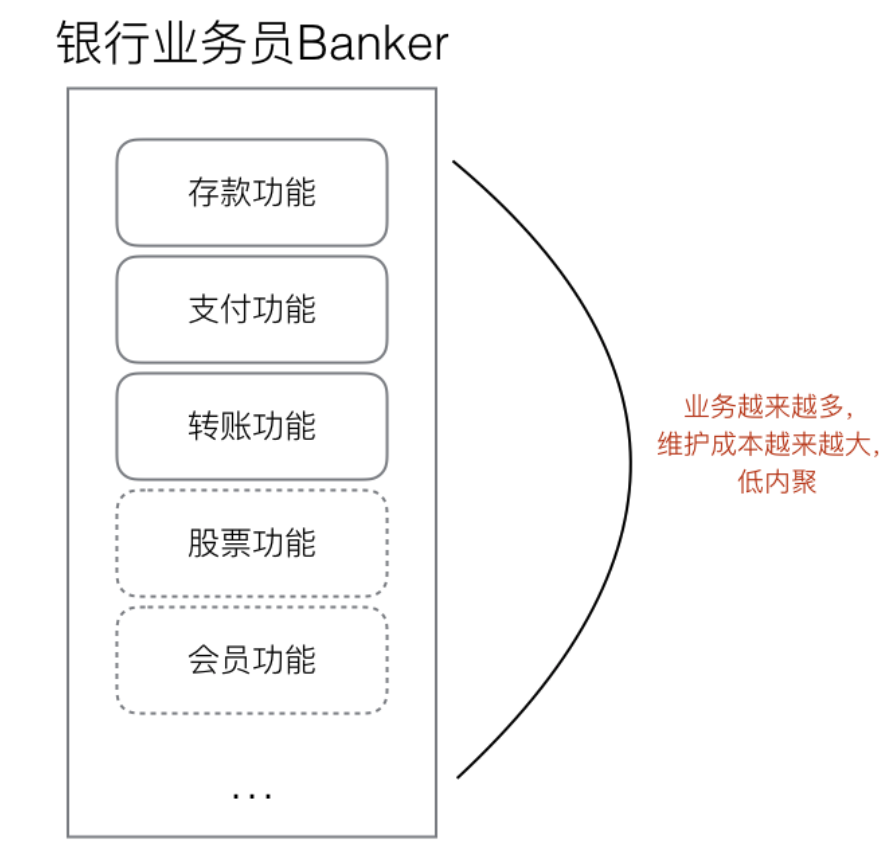 银行业务员Banker
存款功能
支付功能
转账功能
股票功能
会员功能
...
业务越来越多，
维护成本越来越大，
低内聚